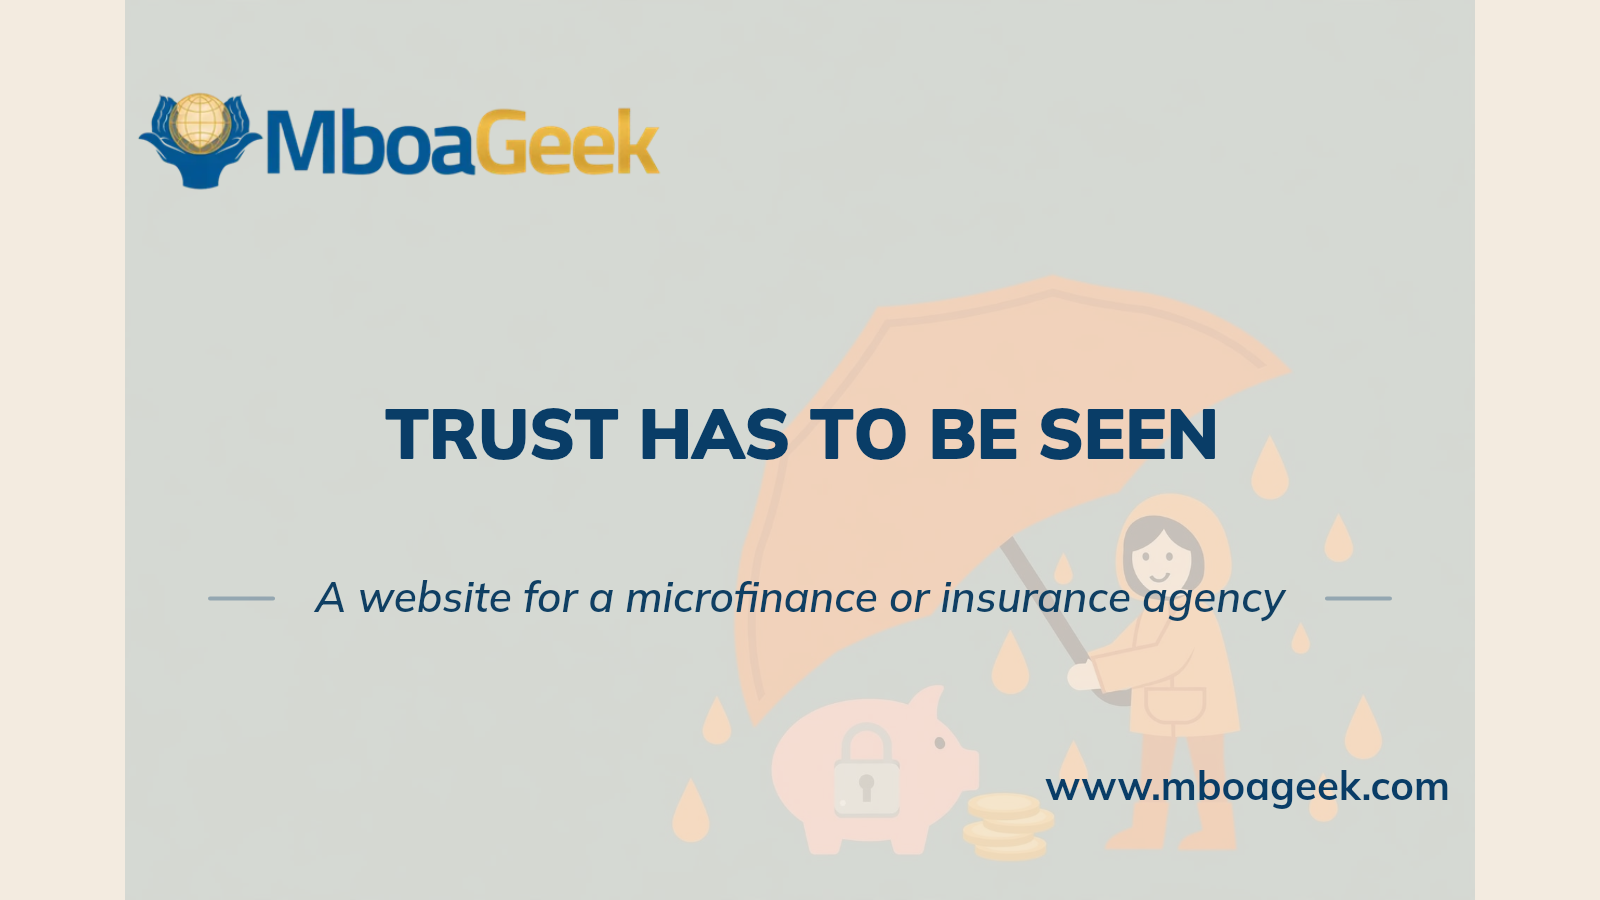 MboaGeek
TRUST HAS TO BE SEEN
A website for a microfinance or insurance agency
www.mboageek.com